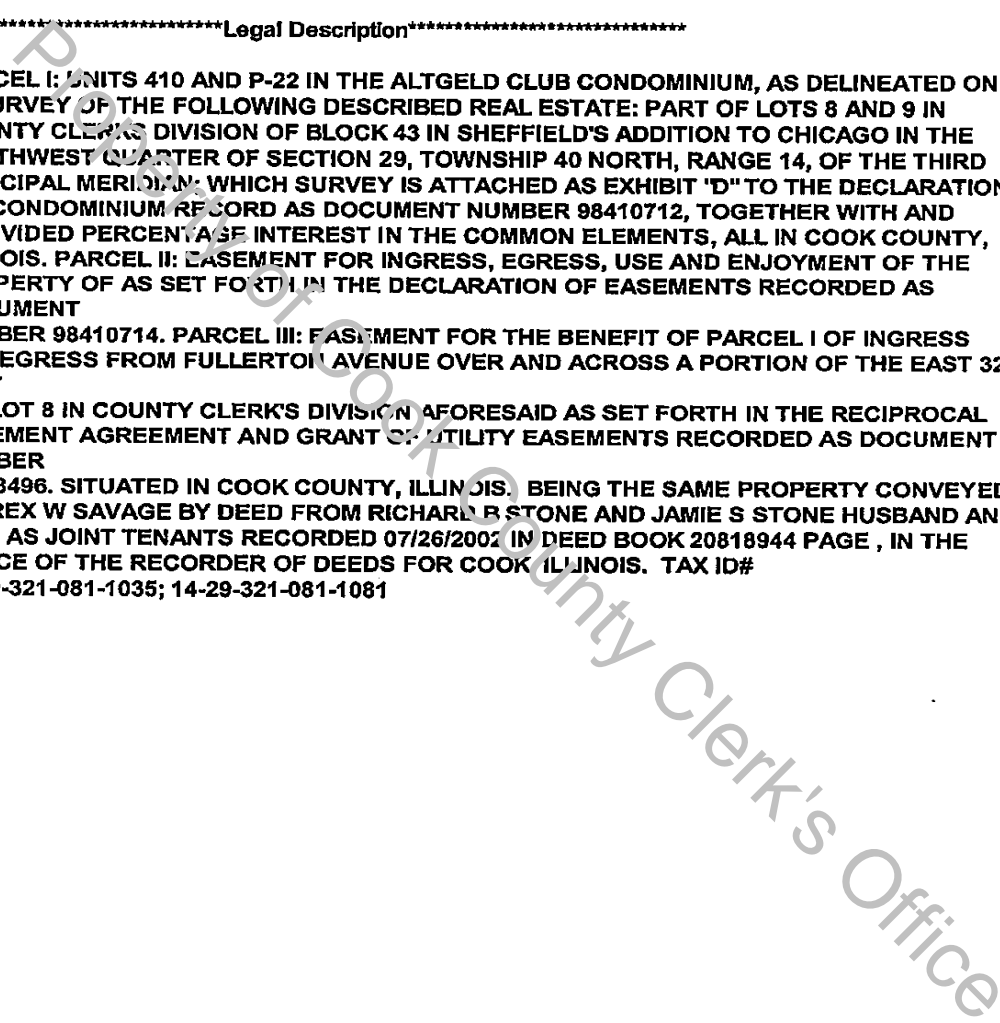 **************************Legal Description********************************
CEL I: UNITS 410 AND P-22 IN THE ALTGELD CLUB CONDOMINIUM, AS DELINEATED ON
URVEY OF THE FOLLOWING DESCRIBED REAL ESTATE: PART OF LOTS 8 AND 9 IN
NTY CLERKS DIVISION OF BLOCK 43 IN SHEFFIELD'S ADDITION TO CHICAGO IN THE
THWEST QUARTER OF SECTION 29, TOWNSHIP 40 NORTH, RANGE 14, OF THE THIRD
CIPAL MERIDIAN; WHICH SURVEY IS ATTACHED AS EXHIBIT "D" TO THE DECLARATION
CONDOMINIUM RECORD AS DOCUMENT NUMBER 98410712, TOGETHER WITH AND
VIDED PERCENTAGE INTEREST IN THE COMMON ELEMENTS, ALL IN COOK COUNTY,
OIS. PARCEL II: EASEMENT FOR INGRESS, EGRESS, USE AND ENJOYMENT OF THE
PERTY OF AS SET FORTH IN THE DECLARATION OF EASEMENTS RECORDED AS
UMENT
BER 98410714. PARCEL III: EASEMENT FOR THE BENEFIT OF PARCEL I OF INGRESS
EGRESS FROM FULLERTON AVENUE OVER AND ACROSS A PORTION OF THE EAST 32
OT 8 IN COUNTY CLERK'S DIVISION AFORESAID AS SET FORTH IN THE RECIPROCAL
EMENT AGREEMENT AND GRANT OF UTILITY EASEMENTS RECORDED AS DOCUMENT
BER
3496. SITUATED IN COOK COUNTY, ILLINOIS. BEING THE SAME PROPERTY CONVEYED
REX W SAVAGE BY DEED FROM RICHARD B STONE AND JAMIE S STONE HUSBAND AN
AS JOINT TENANTS RECORDED 07/26/2002 IN DEED BOOK 20818944 PAGE , IN THE
CE OF THE RECORDER OF DEEDS FOR COOK ILLINOIS. TAX ID#
-321-081-1035; 14-29-321-081-1081
Property of Cook County Clerk's Office